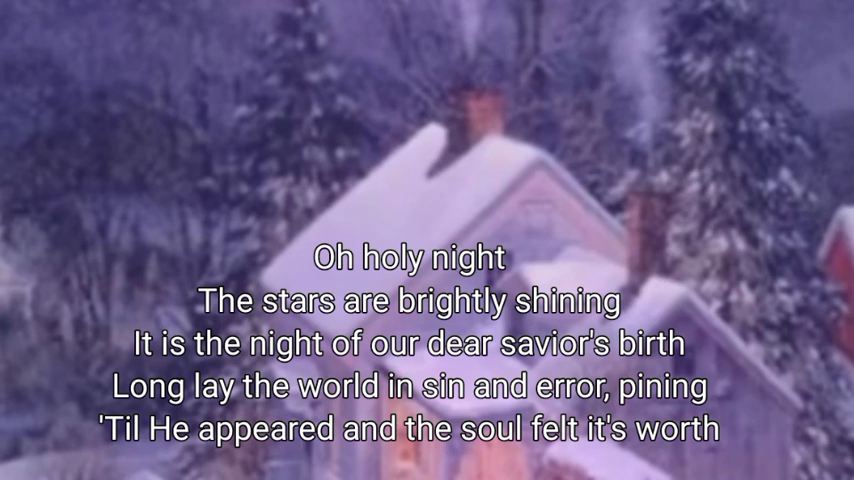 Oh holy night
The stars are brightly shining
It is the night of our dear savior's birth
Long lay the world in sin and error, pining
'Til He appeared and the soul felt it's worth